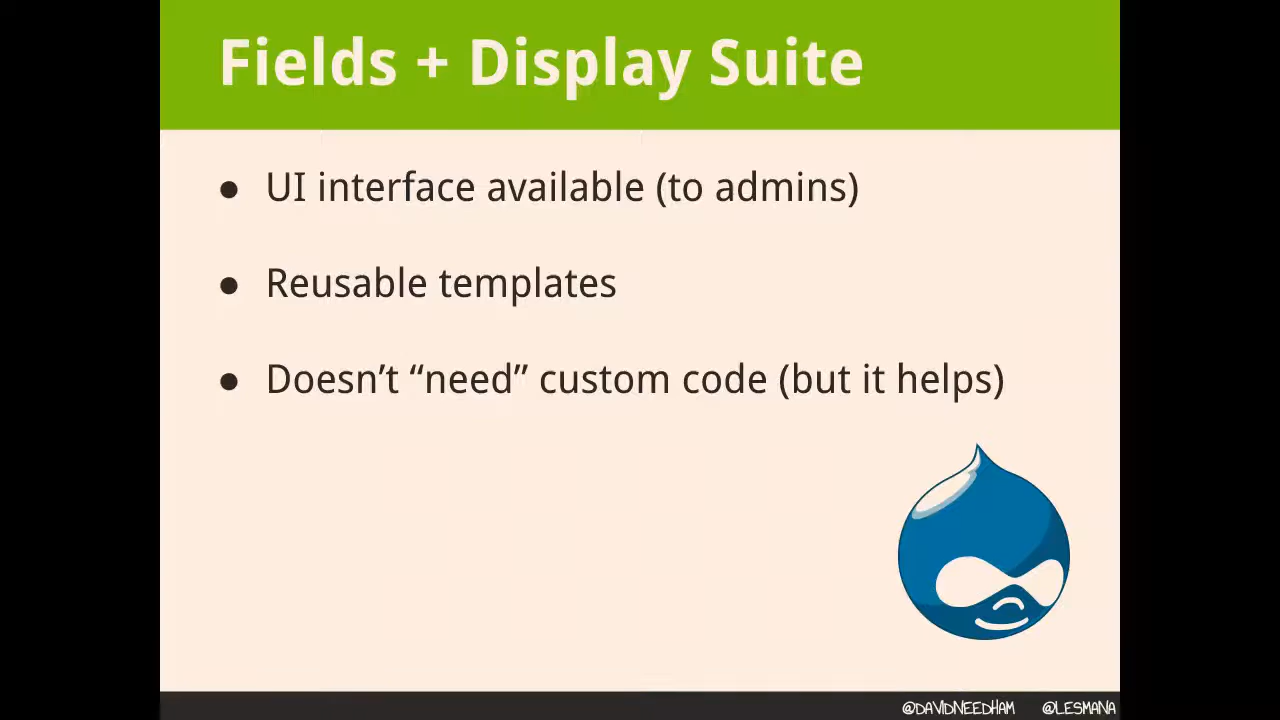 Fields + Display Suite
● UI interface available (to admins)
● Reusable templates
● Doesn’t “need” custom code (but it helps)
@DAVIDNEEDHAM @LESMANA